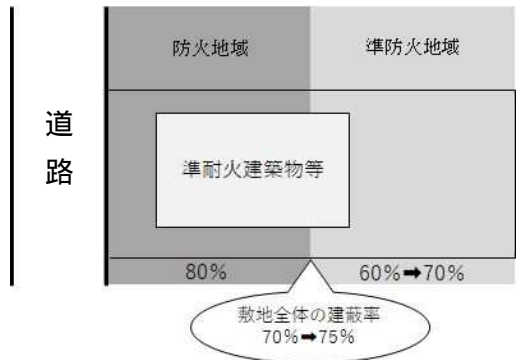 道
路
防火地域
準防火地域
準耐火建築物等
80%
60%➡70%
敷地全体の建蔽率
70%➡75%